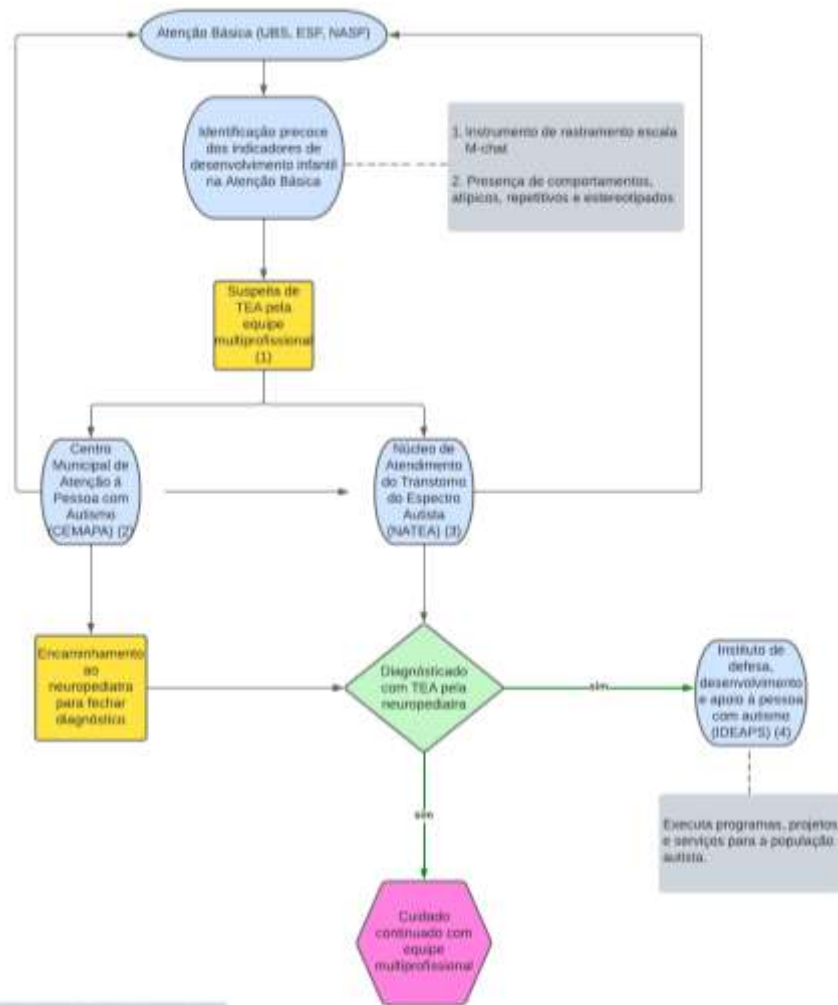 Atenção Básica (UBS, ESF, NASF)
Identificação precoce
dos indicadores de
desenvolvimento infantil
na Atenção Básica
1. Instrumento de rastramento escala
M-chat
2. Presença de comportamentos,
atípicos, repetitivos e estereotipados
Suspeita de
TEA pela
equipe
multiprofissional
(1)
Centro
Municipal de
Atenção à
Pessoa com
Autismo
(CEMAPA) (2)
Núcleo de
Atendimento
do Transtorno
do Espectro
Autista
(NATEA) (3)
Encaminhamento
ao
neuropediatra
para fechar
diagnóstico
Diagnósticado
com TEA pela
neuropediatra
sim
Instituto de
defesa,
desenvolvimento
e apoio à pessoa
com autismo
(IDEAPS) (4)
Executa programas, projetos
e serviços para a população
autista.
sim
Cuidado
continuado com
equipe
multiprofissional